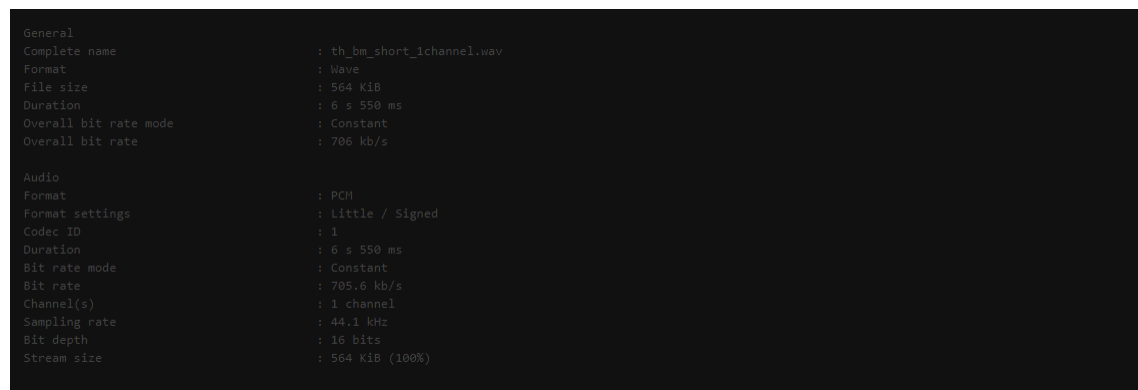 General
Complete name : th_bm_short_1channel.wav
Format : Wave
File size : 564 KiB
Duration : 6 s 550 ms
Overall bit rate mode : Constant
Overall bit rate : 706 kb/s

Audio
Format : PCM
Format settings : Little / Signed
Codec ID : 1
Duration : 6 s 550 ms
Bit rate mode : Constant
Bit rate : 705.6 kb/s
Channel(s) : 1 channel
Sampling rate : 44.1 kHz
Bit depth : 16 bits
Stream size : 564 KiB (100%)